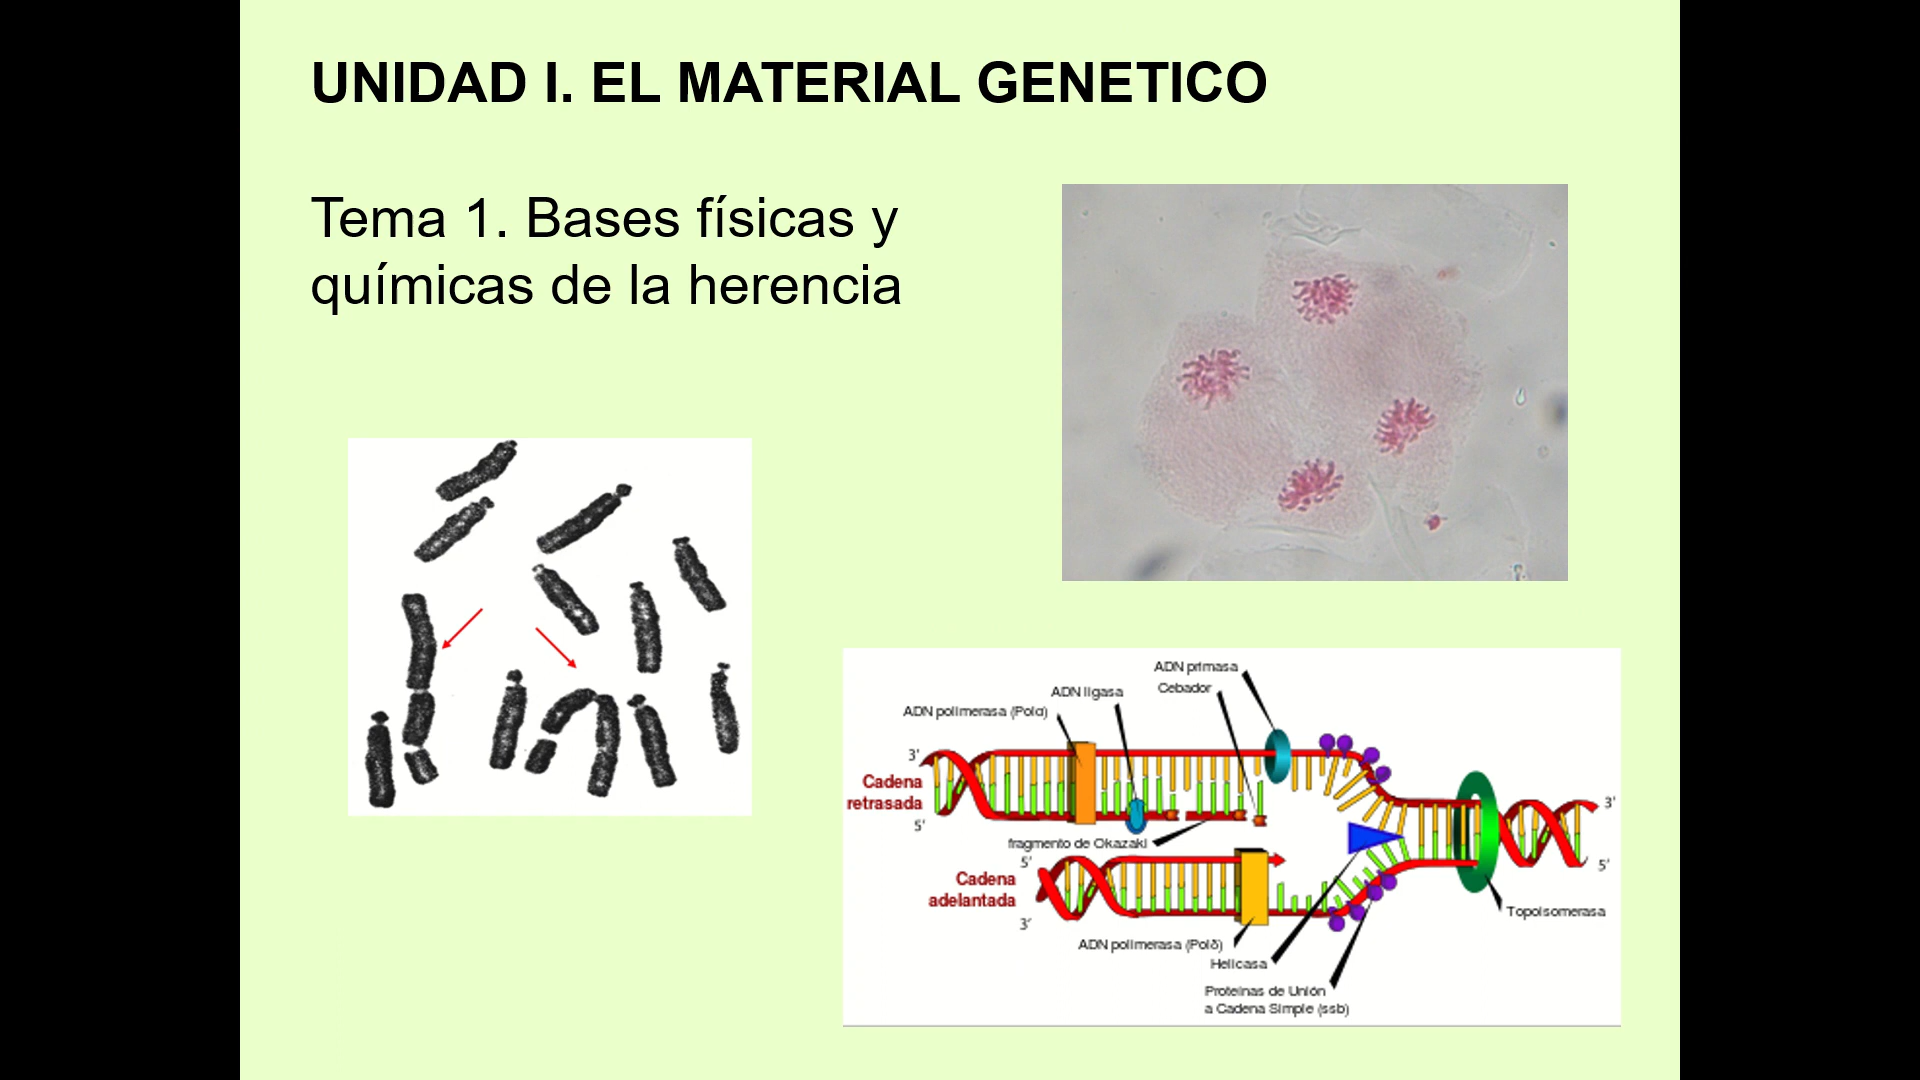 UNIDAD I. EL MATERIAL GENETICO
Tema 1. Bases físicas y
químicas de la herencia
ADN primasa
Cebador
ADN ligasa
ADN polimerasa (Polα)
3'
Cadena
retrasada
5'
fragmento de Okazaki
5'
Cadena
adelantada
3'
ADN polimerasa (Polδ)
Helicasa
Proteinas de Unión
a Cadena Simple (ssb)
Topoisomerasa
3'
5'